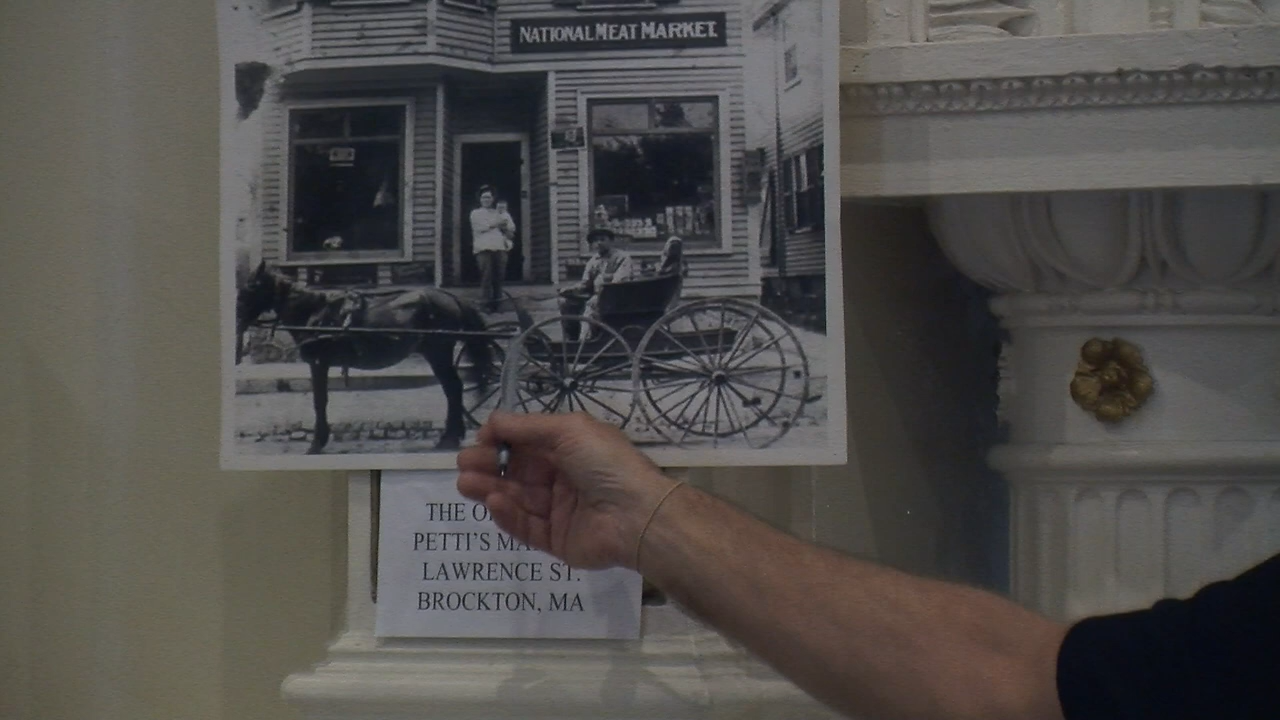 NATIONAL MEAT MARKET.
THE O
PETTI'S MA
LAWRENCE ST.
BROCKTON, MA